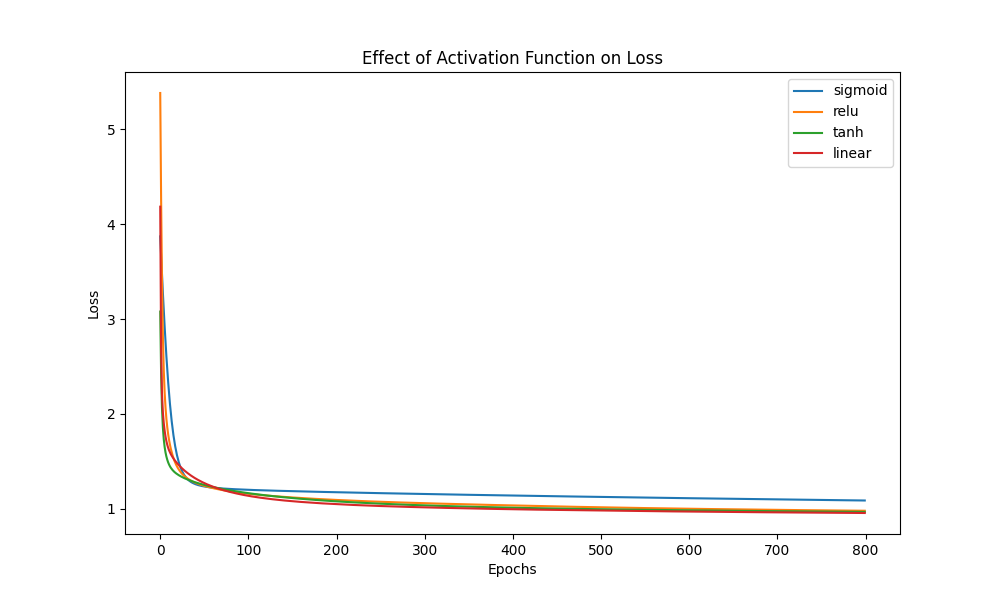 Effect of Activation Function on Loss
sigmoid
relu
tanh
linear
Loss
5
4
3
2
1
0 100 200 300 400 500 600 700 800
Epochs